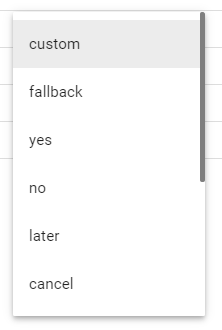 custom
fallback
yes
no
later
cancel